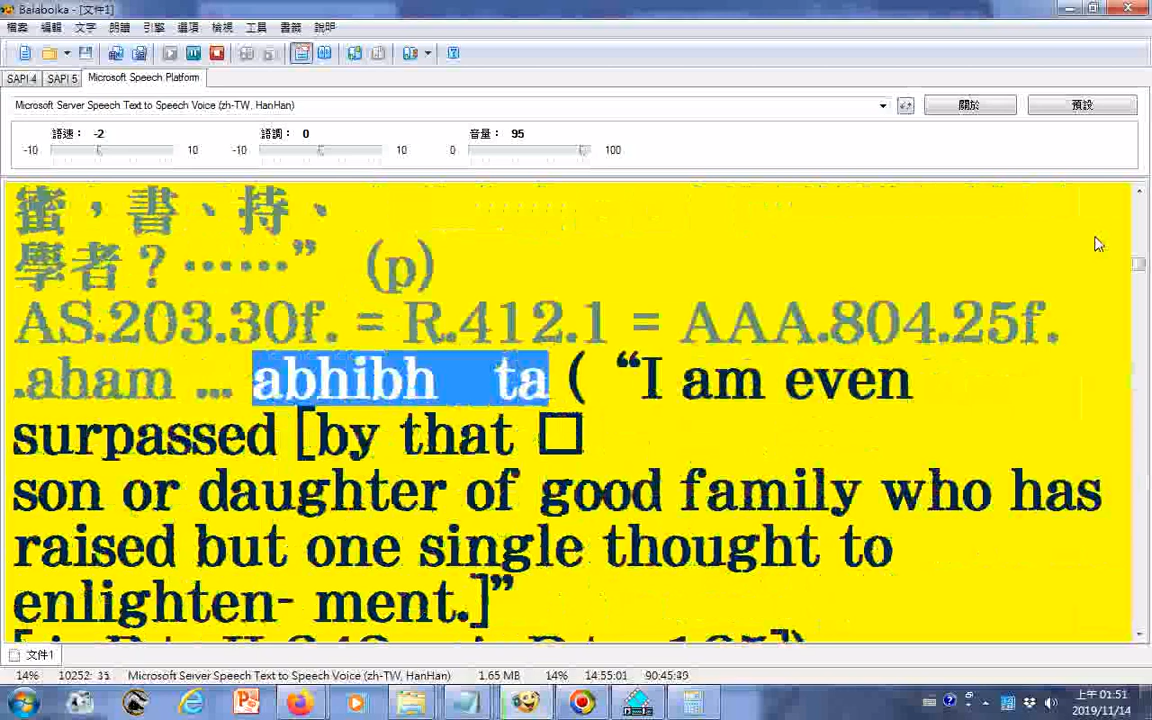 Balabolka - [文件1]
檔案 編輯 文字 朗讀 引擎 選項 檢視 工具 書籤 說明
SAPI 4 SAPI 5 Microsoft Speech Platform
Microsoft Server Speech Text to Speech Voice (zh-TW, HanHan) 關於 預設
語速： -2 語調： 0 音量： 95
-10 10 -10 10 0 100
蜜，書、持、
學者？……” (p)
AS.203.30f. = R.412.1 = AAA.804.25f.
.aham ... abhibh ta ( “I am even
surpassed [by that □
son or daughter of good family who has
raised but one single thought to
enlighten- ment.]”
文件1
14% 10252: 31 Microsoft Server Speech Text to Speech Voice (zh-TW, HanHan) 1.65 MB 14% 14:55:01 90:45:39
上午 01:51
2019/11/14